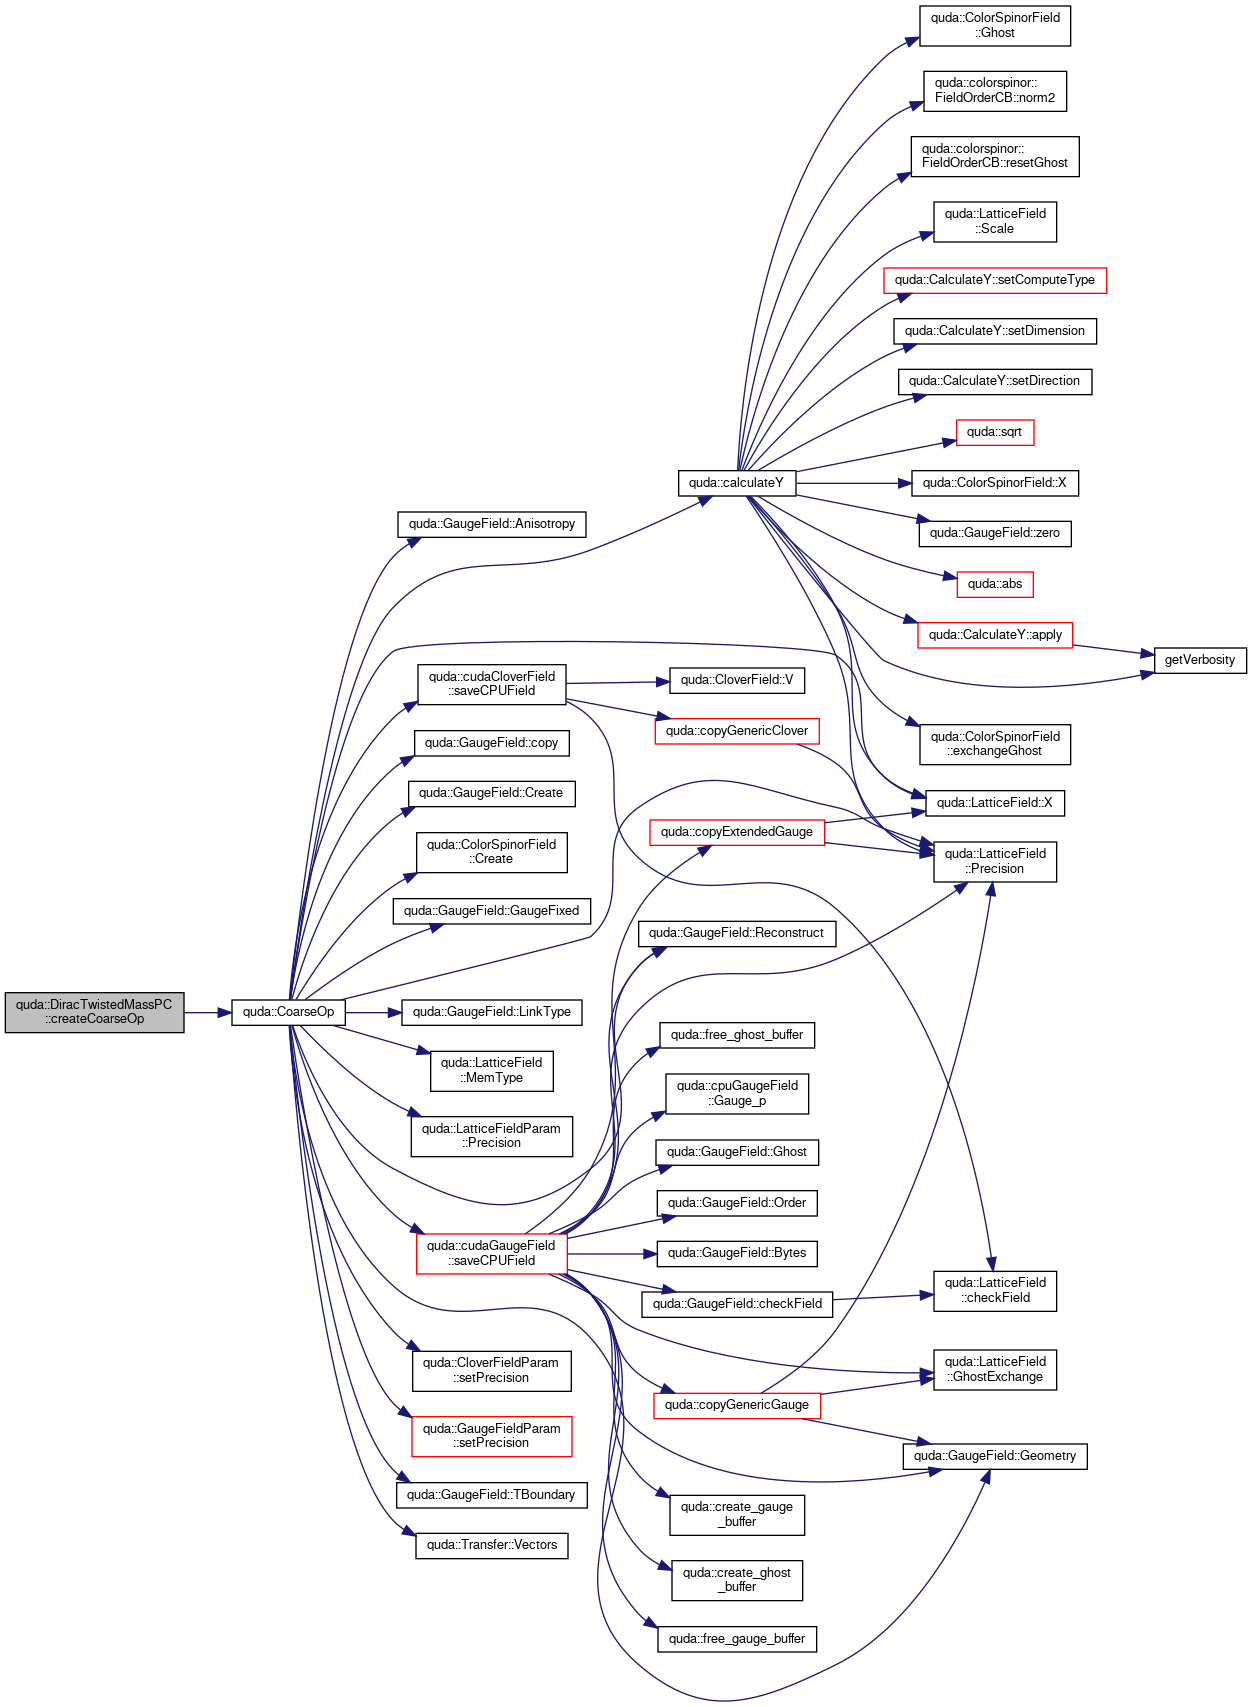 quda::ColorSpinorField
::Ghost
quda::colorspinor::
FieldOrderCB::norm2
quda::colorspinor::
FieldOrderCB::resetGhost
quda::LatticeField
::Scale
quda::CalculateY::setComputeType
quda::CalculateY::setDimension
quda::CalculateY::setDirection
quda::sqrt
quda::calculateY
quda::ColorSpinorField::X
quda::GaugeField::Anisotropy
quda::GaugeField::zero
quda::abs
quda::CalculateY::apply
getVerbosity
quda::cudaCloverField
::saveCPUField
quda::CloverField::V
quda::copyGenericClover
quda::GaugeField::copy
quda::ColorSpinorField
::exchangeGhost
quda::GaugeField::Create
quda::LatticeField::X
quda::copyExtendedGauge
quda::ColorSpinorField
::Create
quda::LatticeField
::Precision
quda::GaugeField::GaugeFixed
quda::GaugeField::Reconstruct
quda::DiracTwistedMassPC
::createCoarseOp
quda::CoarseOp
quda::GaugeField::LinkType
quda::free_ghost_buffer
quda::LatticeField
::MemType
quda::cpuGaugeField
::Gauge_p
quda::LatticeFieldParam
::Precision
quda::GaugeField::Ghost
quda::GaugeField::Order
quda::cudaGaugeField
::saveCPUField
quda::GaugeField::Bytes
quda::GaugeField::checkField
quda::LatticeField
::checkField
quda::CloverFieldParam
::setPrecision
quda::LatticeField
::GhostExchange
quda::copyGenericGauge
quda::GaugeFieldParam
::setPrecision
quda::GaugeField::Geometry
quda::GaugeField::TBoundary
quda::create_gauge
_buffer
quda::Transfer::Vectors
quda::create_ghost
_buffer
quda::free_gauge_buffer